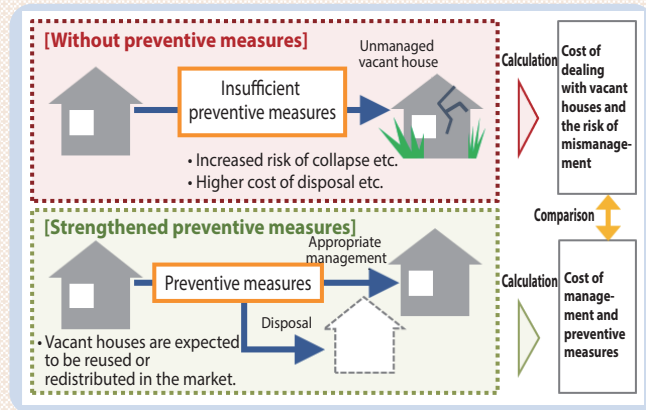 [Without preventive measures]
Insufficient
preventive measures
Unmanaged
vacant house
• Increased risk of collapse etc.
• Higher cost of disposal etc.
Calculation
Cost of
dealing
with vacant
houses and
the risk of
mismanage-
ment
Comparison
[Strengthened preventive measures]
Preventive measures
Appropriate
management
Disposal
• Vacant houses are expected
to be reused or
redistributed in the market.
Calculation
Cost of
manage-
ment and
preventive
measures